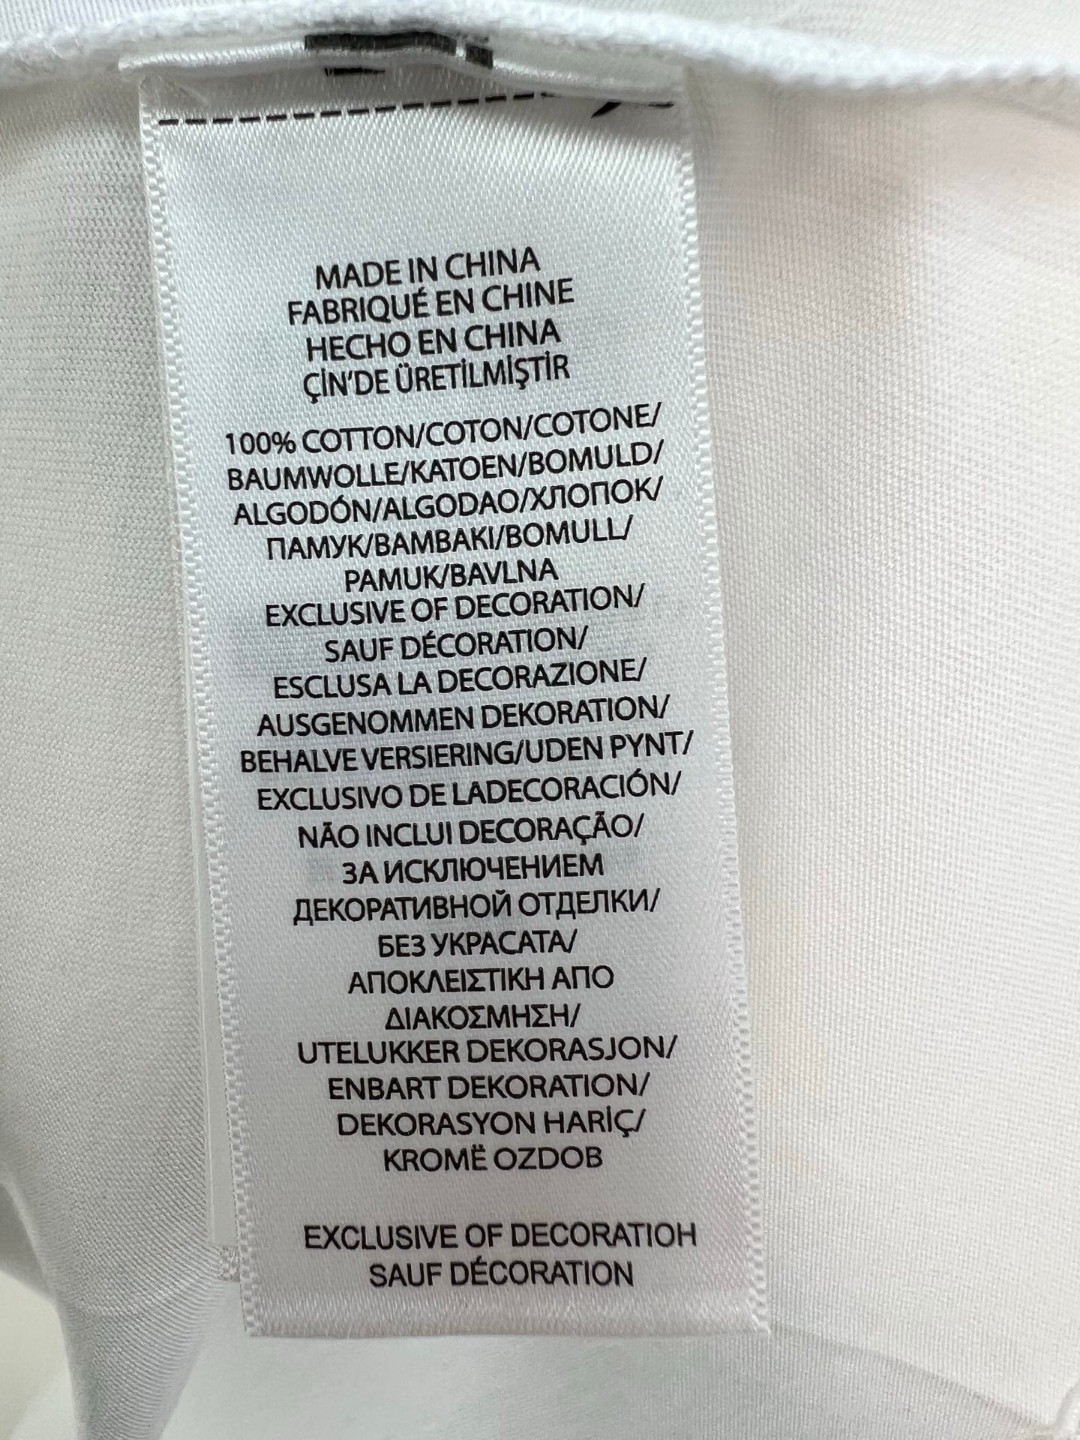 MADE IN CHINA
FABRIQUÉ EN CHINE
HECHO EN CHINA
ÇİN'DE ÜRETİLMİŞTİR
100% COTTON/COTON/COTONE/
BAUMWOLLE/KATOEN/BOMULD/
ALGODÓN/ALGODAO/ХЛОПОК/
ПАМУК/BAMBAKI/BOMULL/
PAMUK/BAVLNA
EXCLUSIVE OF DECORATION/
SAUF DÉCORATION/
ESCLUSA LA DECORAZIONE/
AUSGENOMMEN DEKORATION/
BEHALVE VERSIERING/UDEN PYNT/
EXCLUSIVO DE LADECORACIÓN/
NÃO INCLUI DECORAÇÃO/
ЗА ИСКЛЮЧЕНИЕМ
ДЕКОРАТИВНОЙ ОТДЕЛКИ/
БЕЗ УКРАСАТА/
ΑΠΟΚΛΕΙΣΤΙΚΗ ΑΠΟ
ΔΙΑΚΟΣΜΗΣΗ/
UTELUKKER DEKORASJON/
ENBART DEKORATION/
DEKORASYON HARİÇ/
KROMË OZDOB
EXCLUSIVE OF DECORATIOH
SAUF DÉCORATION